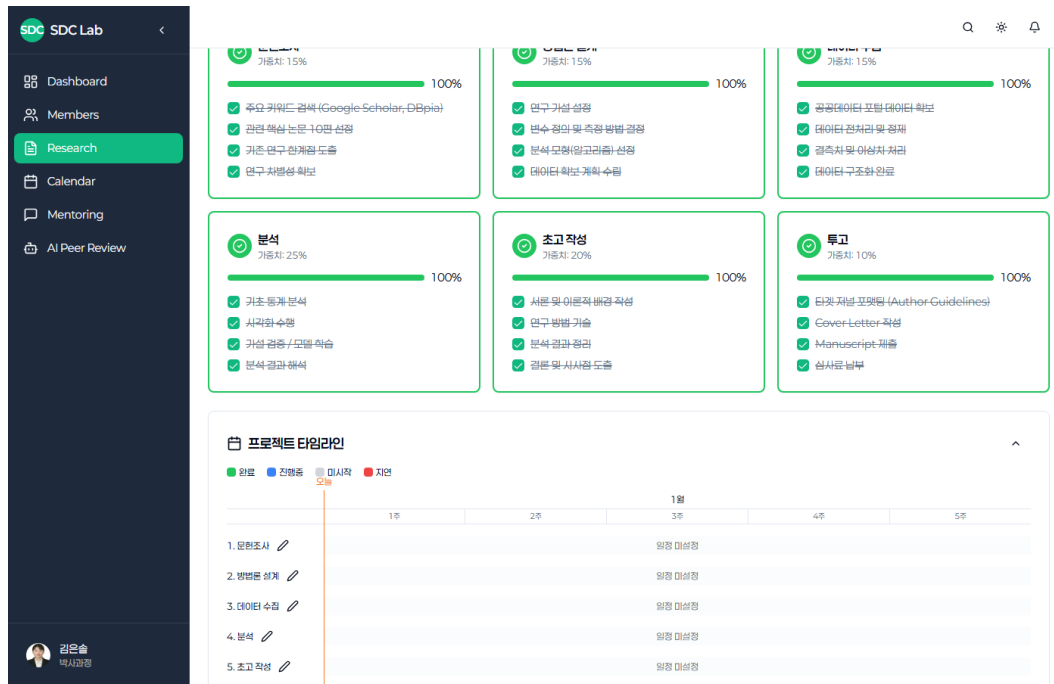 SDC SDC Lab
Dashboard
Members
Research
Calendar
Mentoring
AI Peer Review
김은솔
박사과정
문헌조사
가중치: 15%
100%
주요 키워드 검색 (Google Scholar, DBpia)
관련 핵심 논문 10편 선정
기존 연구 한계점 도출
연구 차별성 확보
방법론 설계
가중치: 15%
100%
연구 가설 설정
변수 정의 및 측정 방법 결정
분석 모형(알고리즘) 선정
데이터 확보 계획 수립
데이터 수집
가중치: 15%
100%
공공데이터 포털 데이터 확보
데이터 전처리 및 정제
결측치 및 이상치 처리
데이터 구조화 완료
분석
가중치: 25%
100%
기초 통계 분석
시각화 수행
가설 검증 / 모델 학습
분석 결과 해석
초고 작성
가중치: 20%
100%
서론 및 이론적 배경 작성
연구 방법 기술
분석 결과 정리
결론 및 시사점 도출
투고
가중치: 10%
100%
타겟 저널 포맷팅 (Author Guidelines)
Cover Letter 작성
Manuscript 제출
심사료 납부
프로젝트 타임라인
완료 진행중 미시작 지연
오늘
1월
1주 2주 3주 4주 5주
1. 문헌조사 일정 미설정
2. 방법론 설계 일정 미설정
3. 데이터 수집 일정 미설정
4. 분석 일정 미설정
5. 초고 작성 일정 미설정